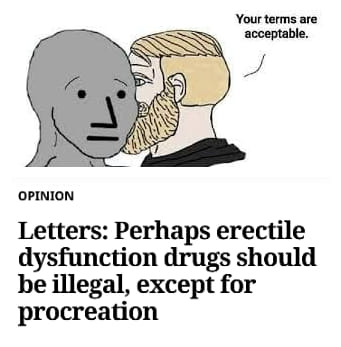 Your terms are
acceptable.
OPINION
Letters: Perhaps erectile
dysfunction drugs should
be illegal, except for
procreation